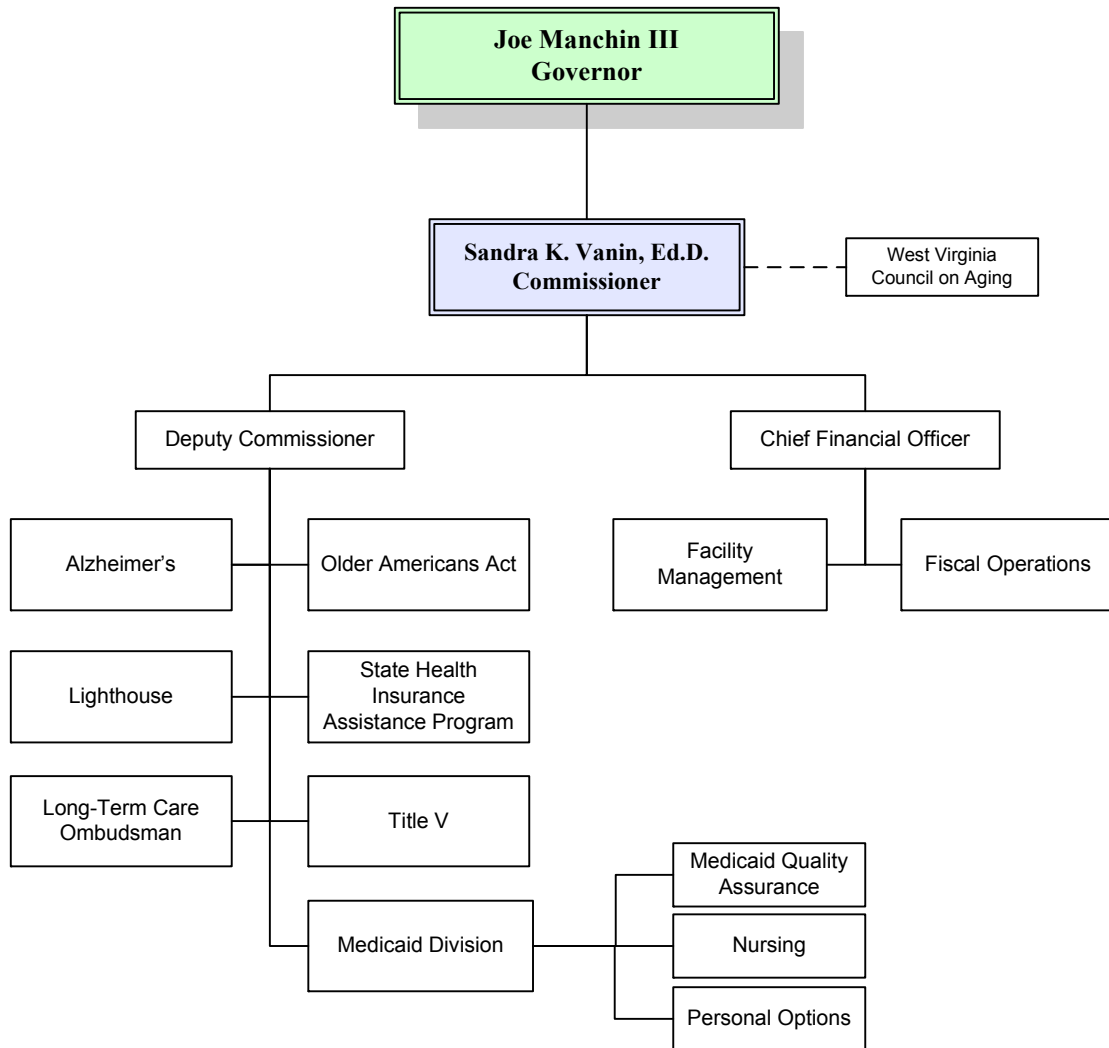 Joe Manchin III
Governor
Sandra K. Vanin, Ed.D.
Commissioner
West Virginia
Council on Aging
Deputy Commissioner
Chief Financial Officer
Alzheimer’s
Older Americans Act
Facility
Management
Fiscal Operations
Lighthouse
State Health
Insurance
Assistance Program
Long-Term Care
Ombudsman
Title V
Medicaid Quality
Assurance
Medicaid Division
Nursing
Personal Options